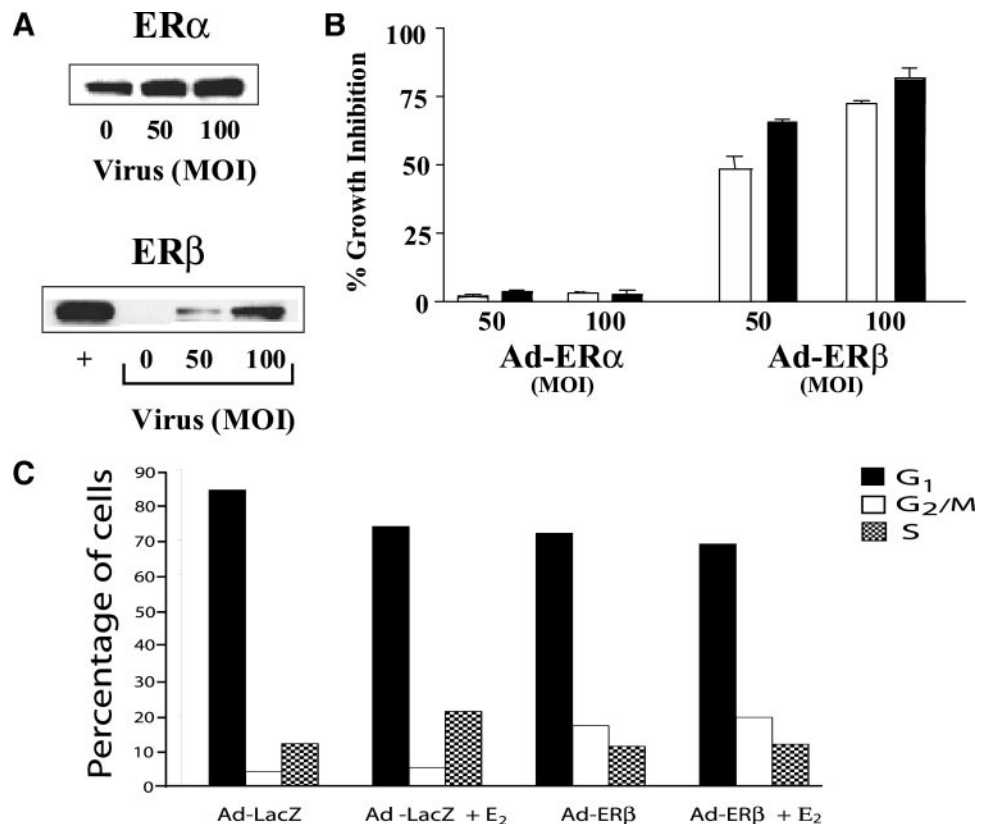 A
ERα
0 50 100
Virus (MOI)
ERβ
+ 0 50 100
Virus (MOI)
B
% Growth Inhibition
100
75
50
25
0
50 100 50 100
Ad-ERα Ad-ERβ
(MOI) (MOI)
C
Percentage of cells
90
80
70
60
50
40
30
20
10
0
Ad-LacZ Ad -LacZ + E₂ Ad-ERβ Ad-ERβ + E₂
G₁
G₂/M
S